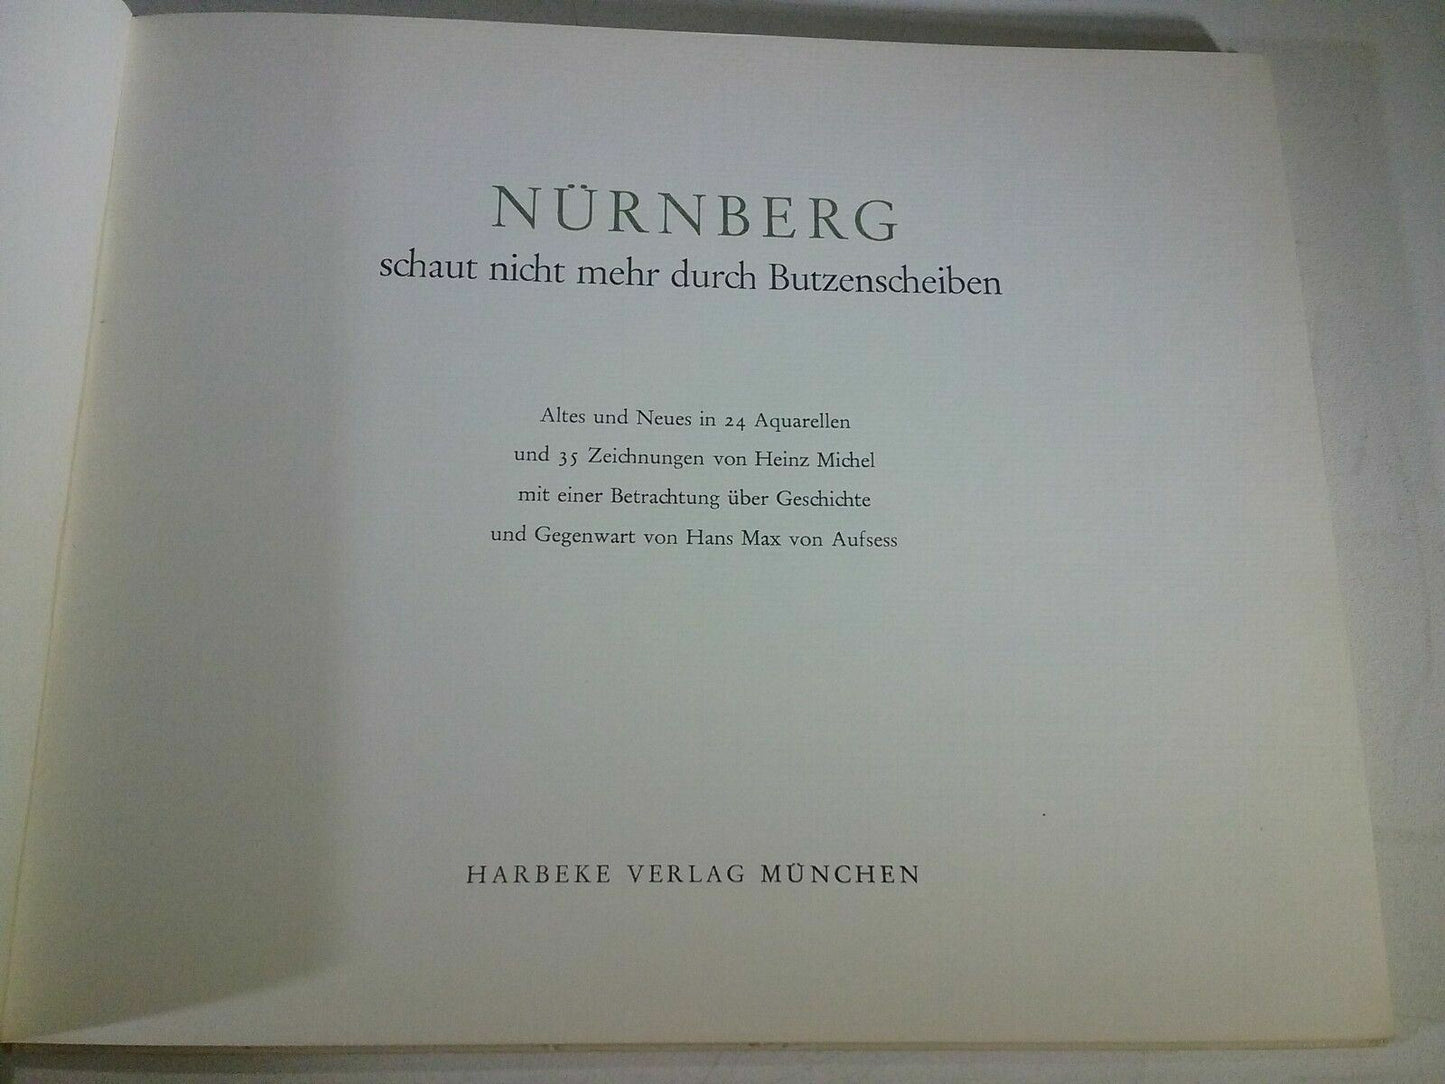 NÜRNBERG
schaut nicht mehr durch Butzenscheiben
Altes und Neues in 24 Aquarellen
und 35 Zeichnungen von Heinz Michel
mit einer Betrachtung über Geschichte
und Gegenwart von Hans Max von Aufsess
HARBEKE VERLAG MÜNCHEN